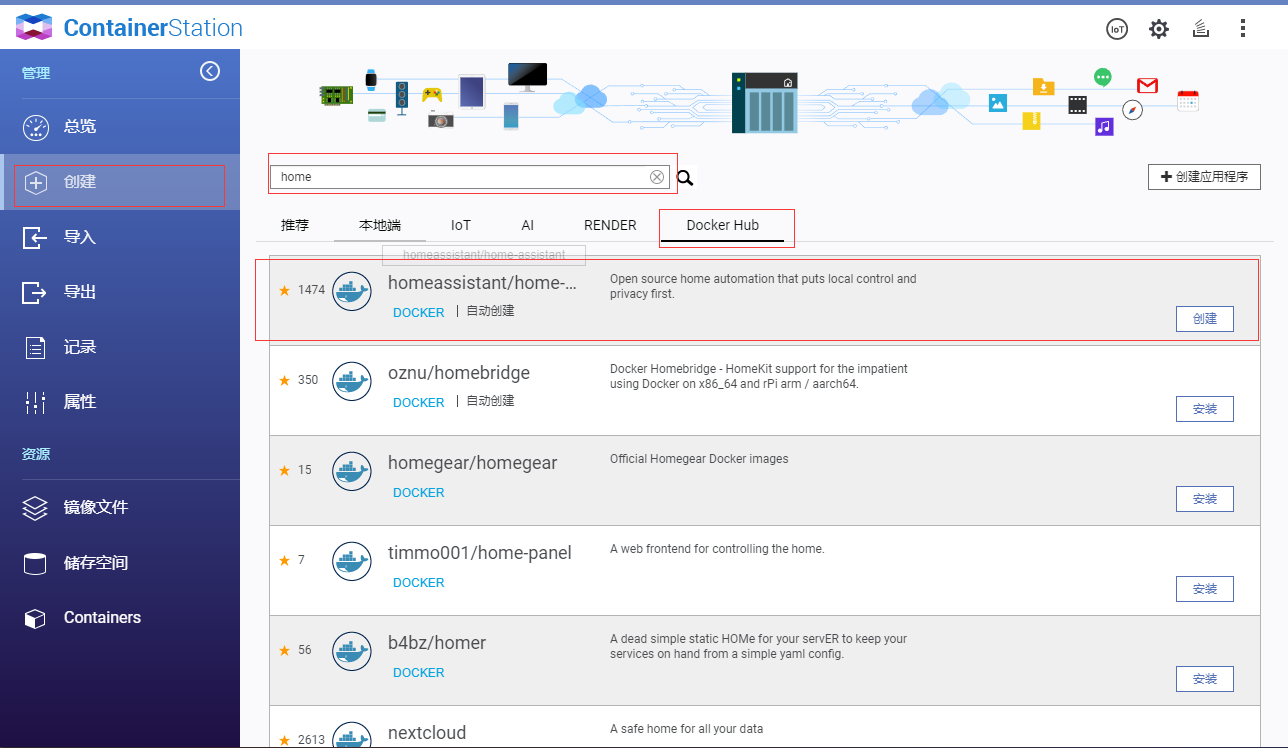 ContainerStation
IoT
管理
总览
创建
导入
导出
记录
属性
资源
镜像文件
储存空间
Containers
home
创建应用程序
推荐
本地端
IoT
AI
RENDER
Docker Hub
homeassistant/home-assistant
1474
homeassistant/home-...
DOCKER | 自动创建
Open source home automation that puts local control and
privacy first.
创建
350
oznu/homebridge
DOCKER | 自动创建
Docker Homebridge - HomeKit support for the impatient
using Docker on x86_64 and rPi arm / aarch64.
安装
15
homegear/homegear
DOCKER
Official Homegear Docker images
安装
7
timmo001/home-panel
DOCKER
A web frontend for controlling the home.
安装
56
b4bz/homer
DOCKER
A dead simple static HOMe for your servER to keep your
services on hand from a simple yaml config.
安装
2613
nextcloud
A safe home for all your data